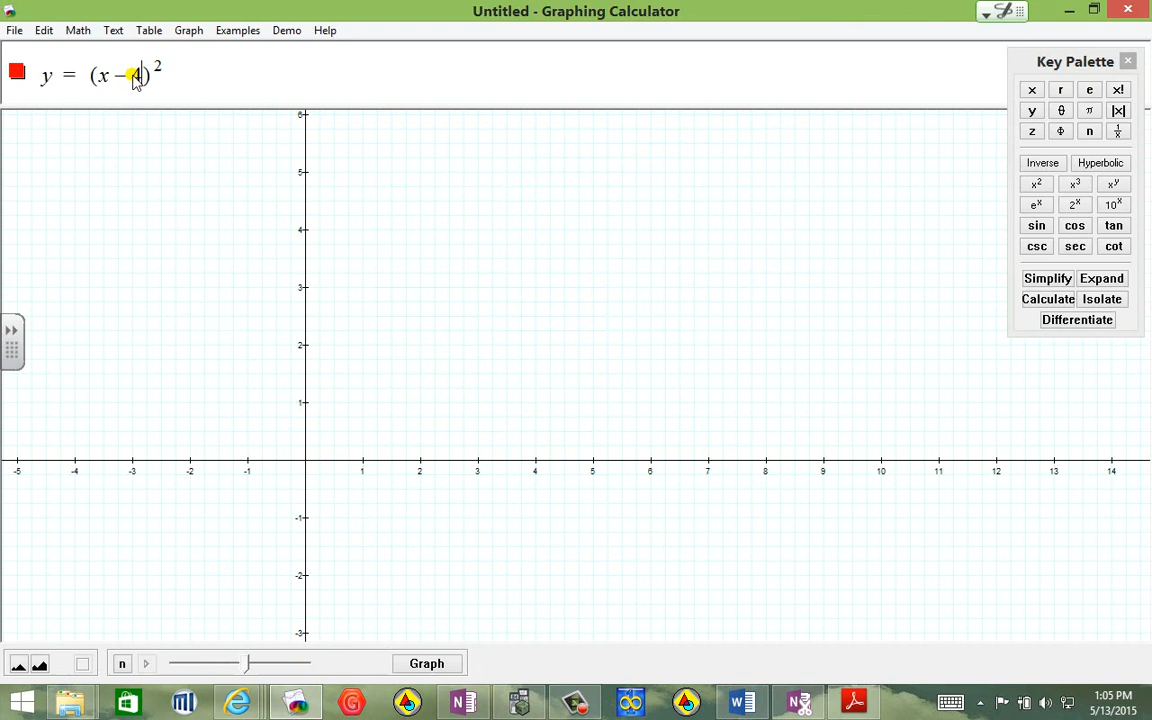 Untitled - Graphing Calculator
File Edit Math Text Table Graph Examples Demo Help
y = (x − 4)²
Key Palette
x r e x!
y θ π |x|
z Φ n 1/x
Inverse Hyperbolic
x² x³ xʸ
eˣ 2ˣ 10ˣ
sin cos tan
csc sec cot
Simplify Expand
Calculate Isolate
Differentiate
6
5
4
3
2
1
-5 -4 -3 -2 -1 1 2 3 4 5 6 7 8 9 10 11 12 13 14
-1
-2
-3
n Graph
1:05 PM
5/13/2015